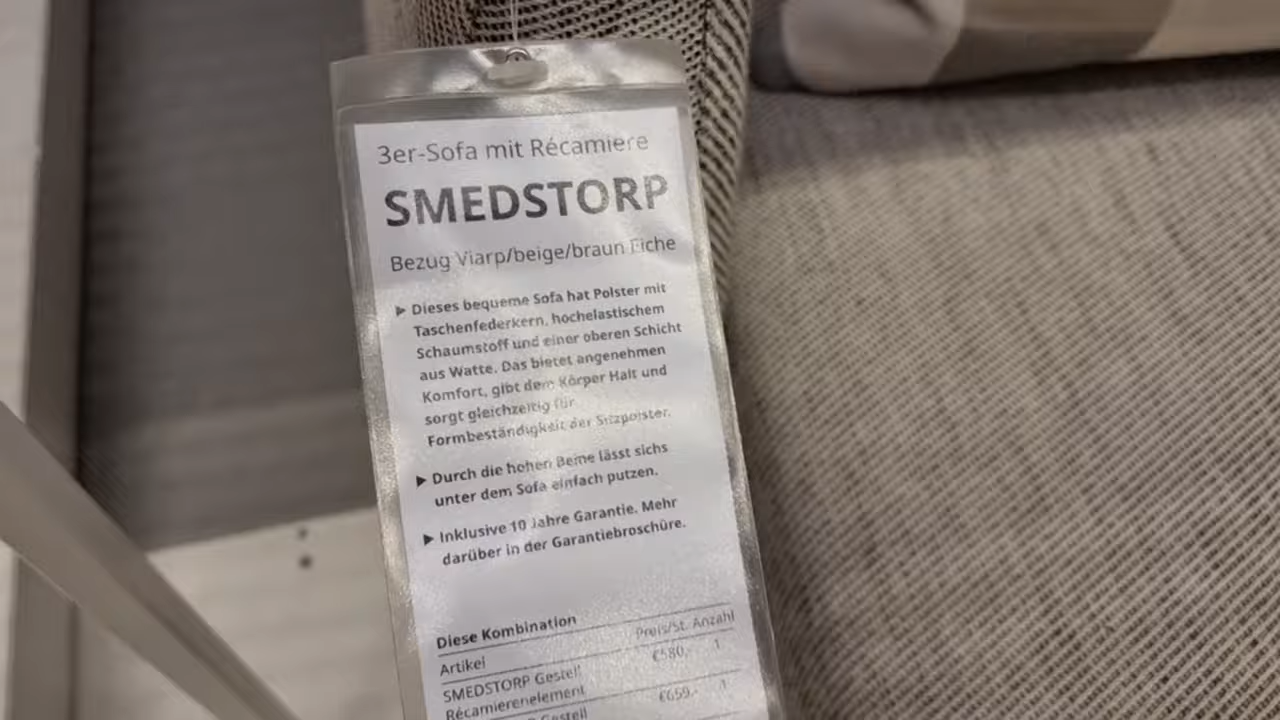 3er-Sofa mit Récamiere
SMEDSTORP
Bezug Viarp/beige/braun Eiche
▶ Dieses bequeme Sofa hat Polster mit
Taschenfederkern, hochelastischem
Schaumstoff und einer oberen Schicht
aus Watte. Das bietet angenehmen
Komfort, gibt dem Körper Halt und
sorgt gleichzeitig für
Formbeständigkeit der Sitzpolster.
▶ Durch die hohen Beine lässt sichs
unter dem Sofa einfach putzen.
▶ Inklusive 10 Jahre Garantie. Mehr
darüber in der Garantiebroschüre.
Diese Kombination
Artikel Preis/St. Anzahl
SMEDSTORP Gestell €580,- 1
Récamierenelement
€659,- 1
Gestell